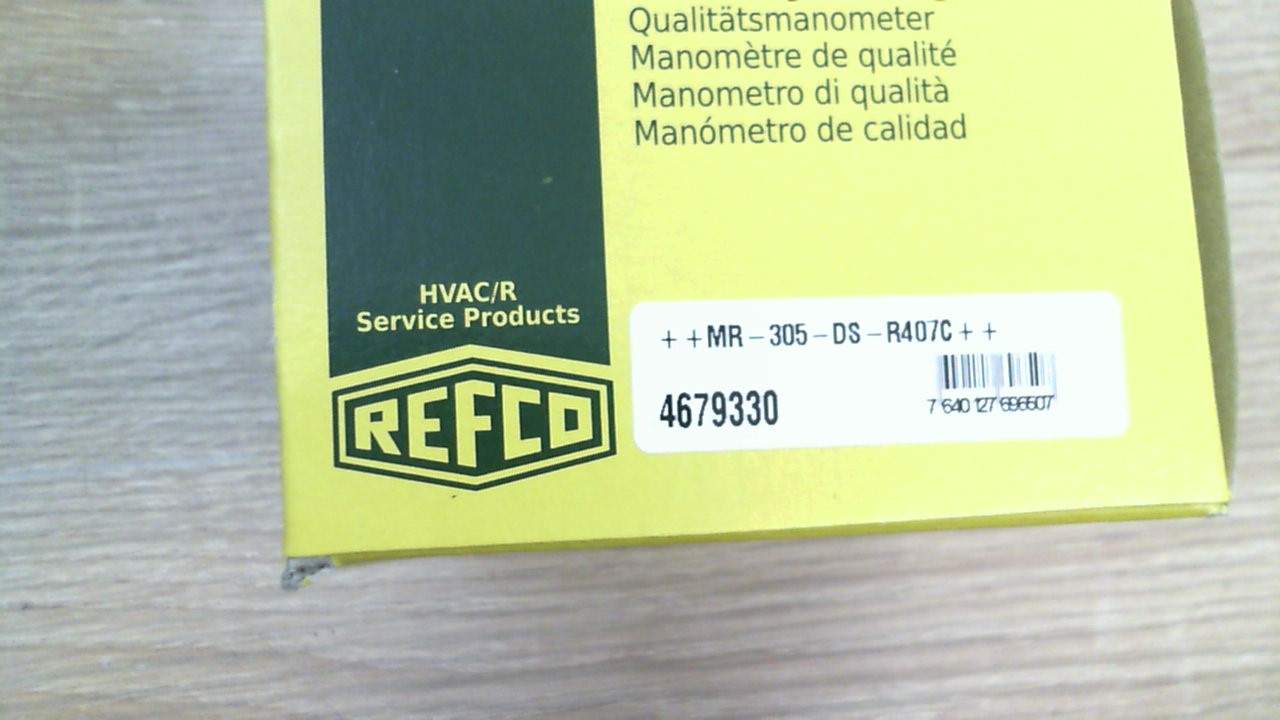 Qualitätsmanometer
Manomètre de qualité
Manometro di qualità
Manómetro de calidad
HVAC/R
Service Products
REFCO
++MR-305-DS-R407C++
4679330
7 640127 696507